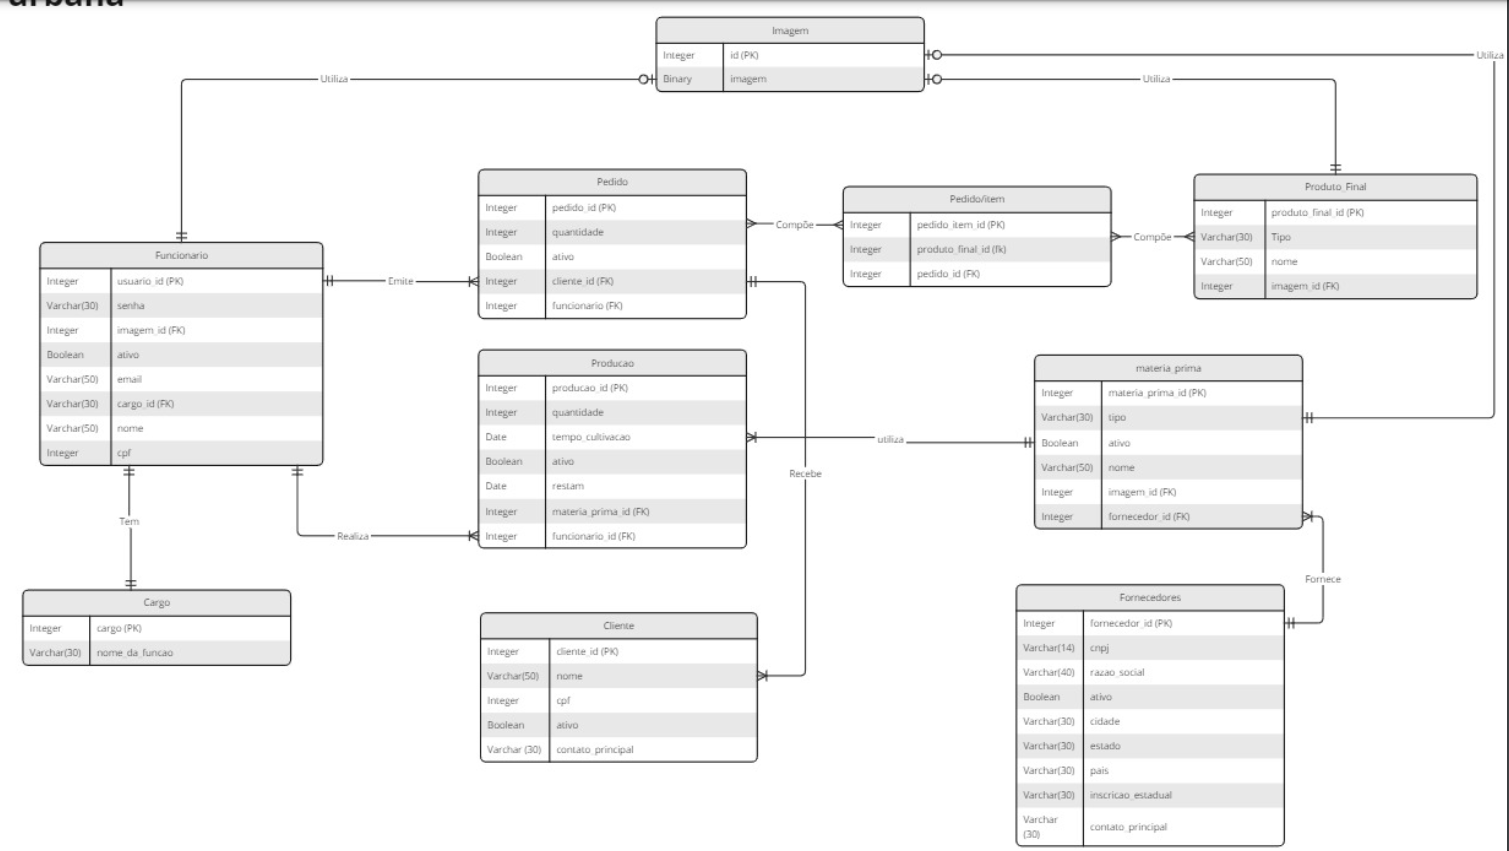 urbana
Imagem
Integer id (PK)
Binary imagem
Utiliza
Utiliza
Utiliza
Pedido
Integer pedido_id (PK)
Integer quantidade
Boolean ativo
Integer cliente_id (FK)
Integer funcionario (FK)
Compõe
Pedido/item
Integer pedido_item_id (PK)
Integer produto_final_id (fk)
Integer pedido_id (FK)
Compõe
Produto_Final
Integer produto_final_id (PK)
Varchar(30) Tipo
Varchar(50) nome
Integer imagem_id (FK)
Funcionario
Integer usuario_id (PK)
Varchar(30) senha
Integer imagem_id (FK)
Boolean ativo
Varchar(50) email
Varchar(30) cargo_id (FK)
Varchar(50) nome
Integer cpf
Emite
Producao
Integer producao_id (PK)
Integer quantidade
Date tempo_cultivacao
Boolean ativo
Date restam
Integer materia_prima_id (FK)
Integer funcionario_id (FK)
utiliza
Recebe
materia_prima
Integer materia_prima_id (PK)
Varchar(30) tipo
Boolean ativo
Varchar(50) nome
Integer imagem_id (FK)
Integer fornecedor_id (FK)
Tem
Realiza
Fornece
Cargo
Integer cargo (PK)
Varchar(30) nome_da_funcao
Cliente
Integer cliente_id (PK)
Varchar(50) nome
Integer cpf
Boolean ativo
Varchar (30) contato_principal
Fornecedores
Integer fornecedor_id (PK)
Varchar(14) cnpj
Varchar(40) razao_social
Boolean ativo
Varchar(30) cidade
Varchar(30) estado
Varchar(30) pais
Varchar(30) inscricao_estadual
Varchar
(30) contato_principal